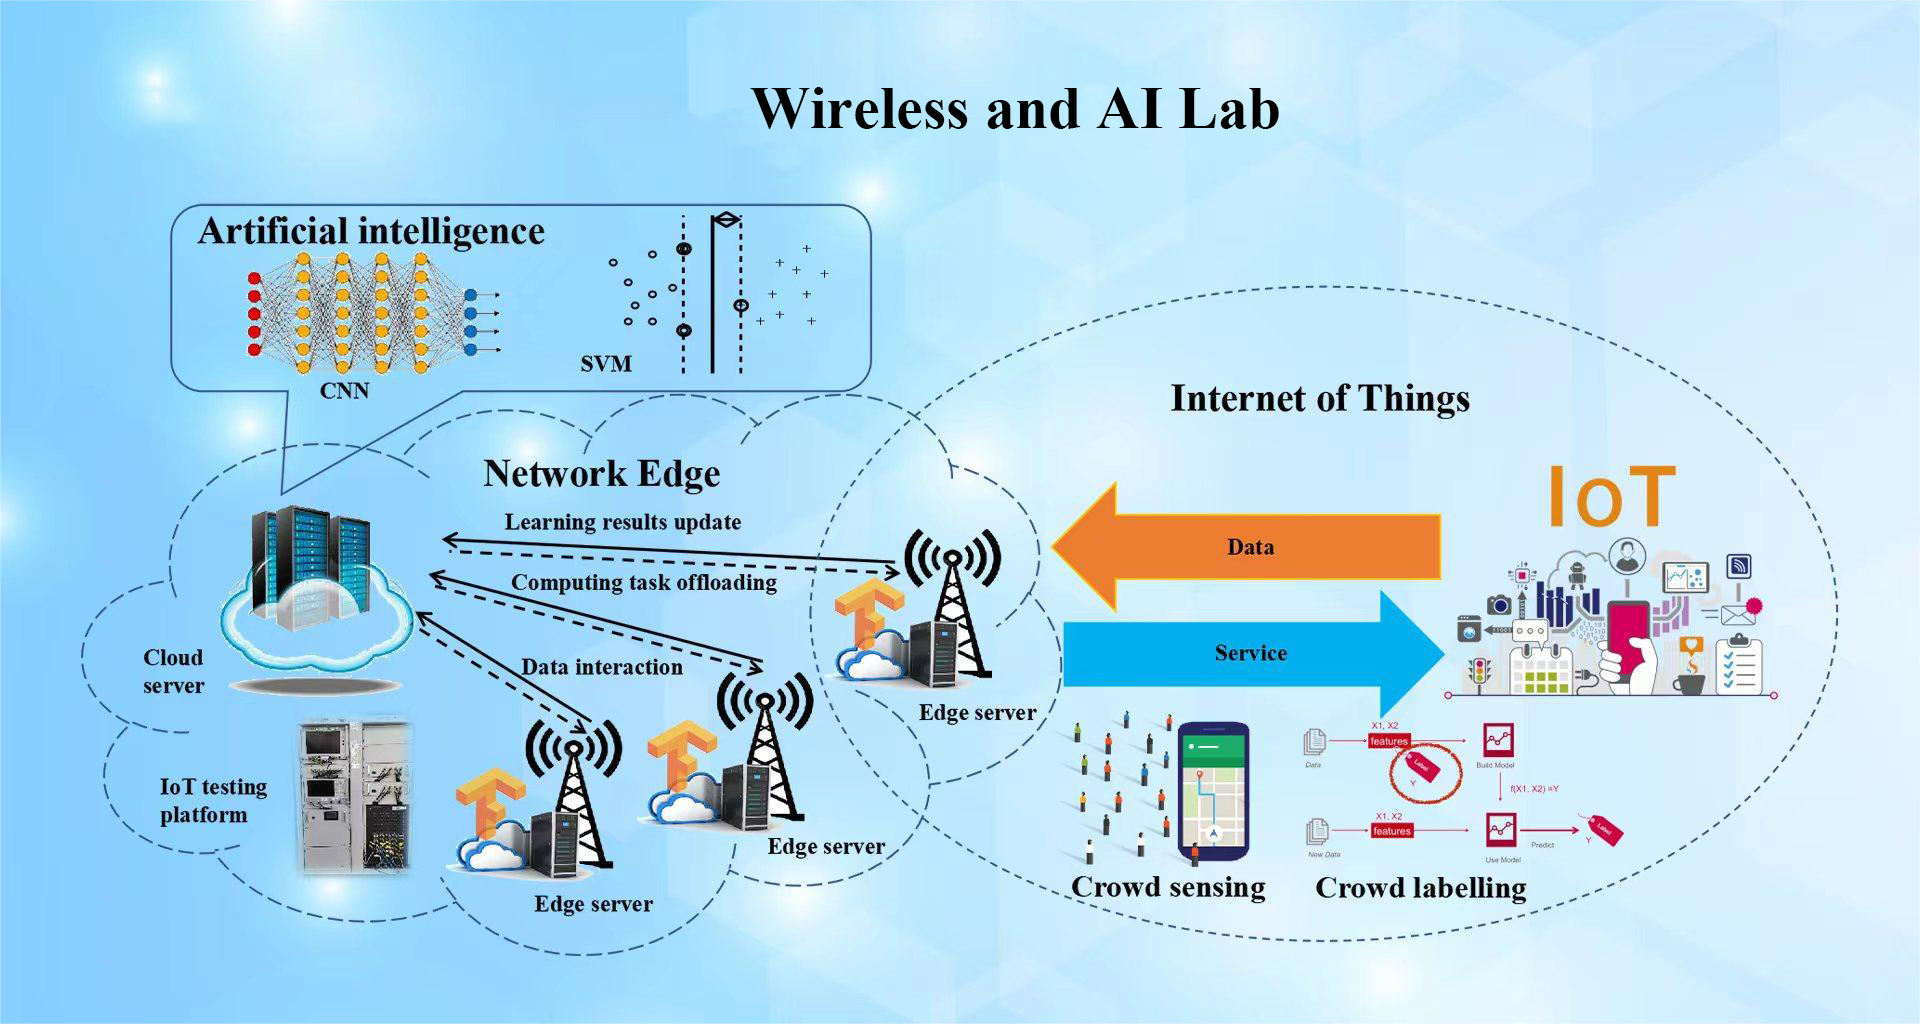 Wireless and AI Lab
Artificial intelligence
CNN
SVM
Network Edge
Learning results update
Computing task offloading
Data interaction
Cloud
server
IoT testing
platform
Edge server
Edge server
Edge server
Internet of Things
IoT
Data
Service
Crowd sensing
X1, X2
features
Data
Label
Y
Build Model
f(X1, X2) =Y
X1, X2
features
New Data
Use Model
Predict
Label
Y
Crowd labelling